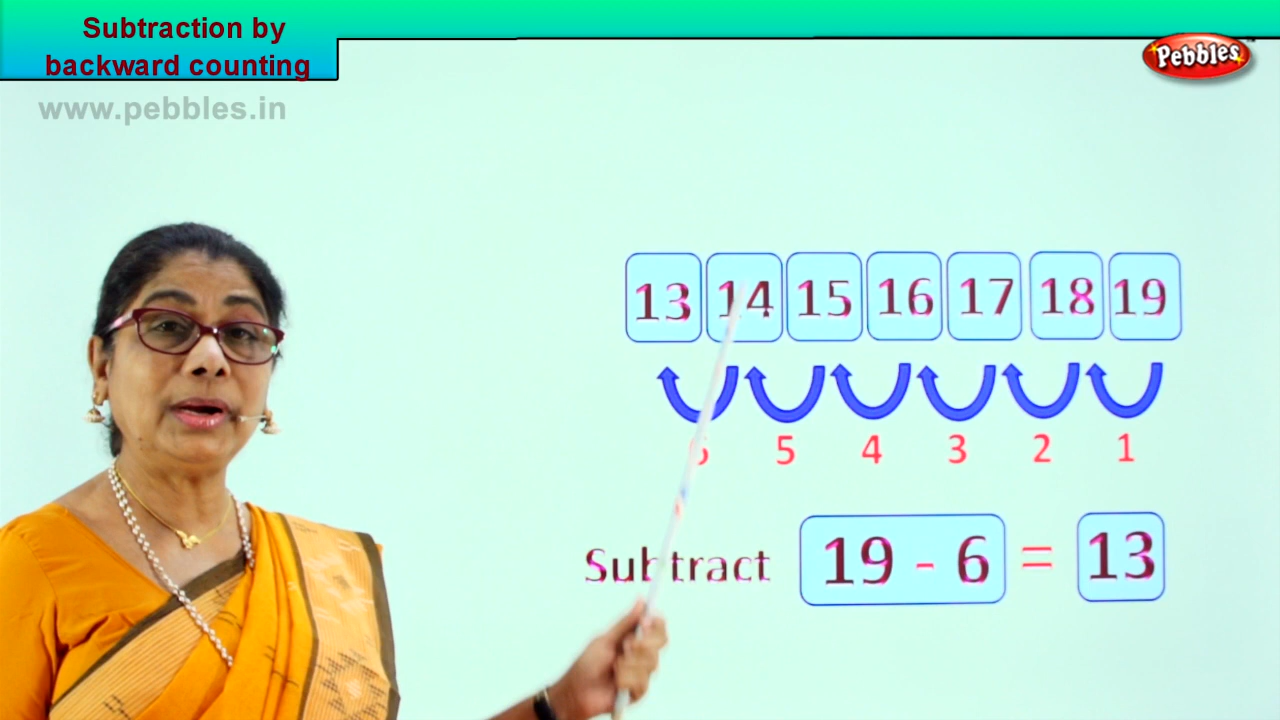 Subtraction by
backward counting
Pebbles
www.pebbles.in
13 14 15 16 17 18 19
6 5 4 3 2 1
Subtract 19 - 6 = 13